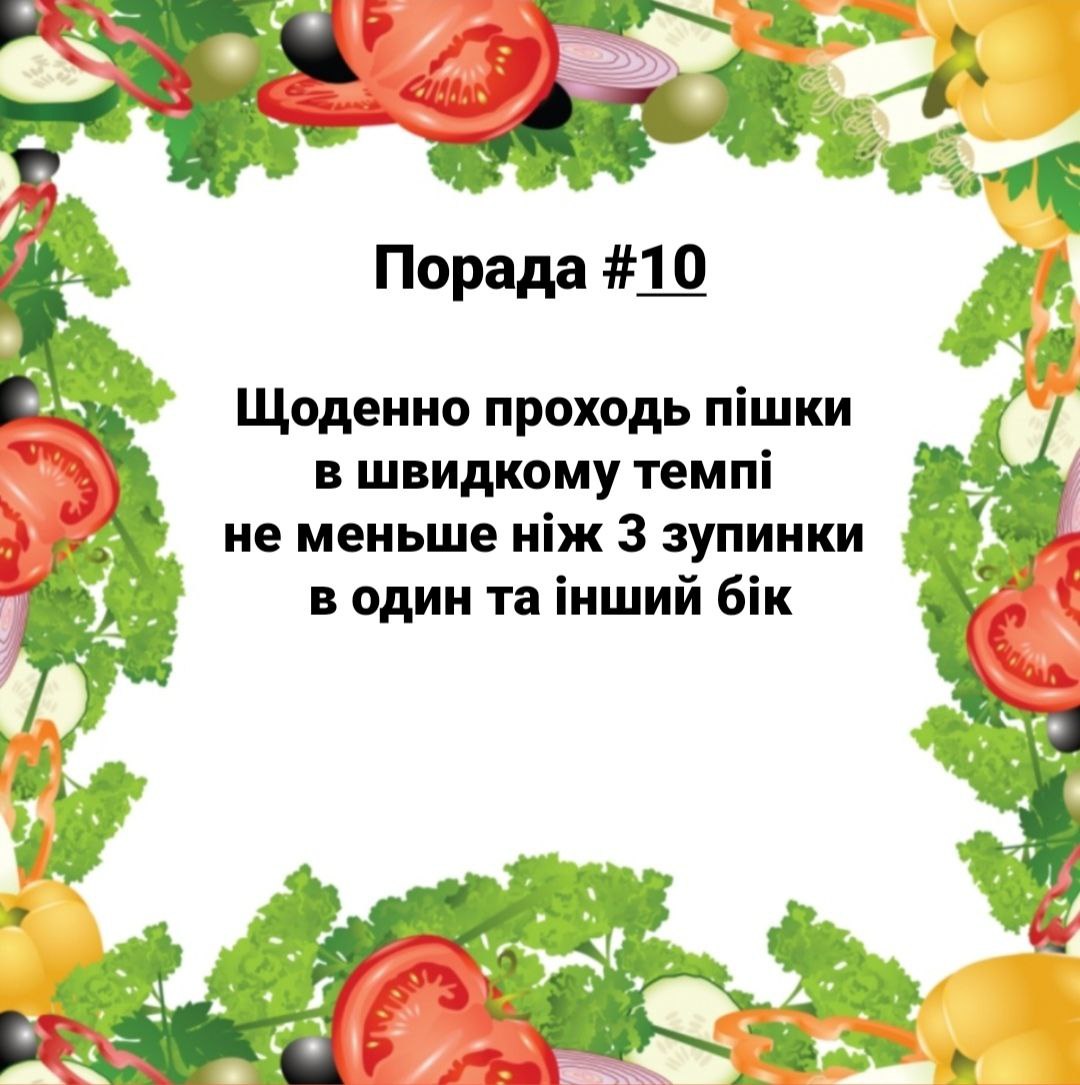 Порада #10
Щоденно проходь пішки
в швидкому темпі
не меньше ніж 3 зупинки
в один та інший бік